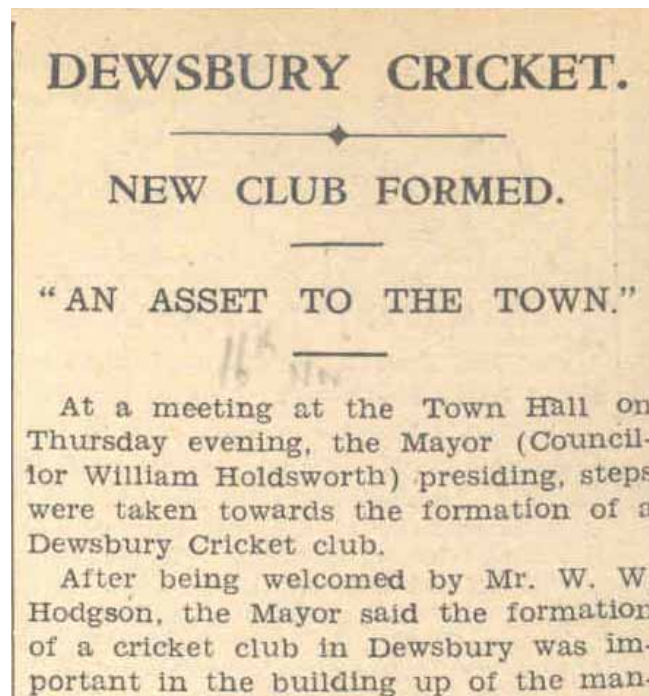 DEWSBURY CRICKET.
NEW CLUB FORMED.
"AN ASSET TO THE TOWN."
16th Nov
At a meeting at the Town Hall on
Thursday evening, the Mayor (Council-
lor William Holdsworth) presiding, steps
were taken towards the formation of a
Dewsbury Cricket club.
After being welcomed by Mr. W. W
Hodgson, the Mayor said the formation
of a cricket club in Dewsbury was im-
portant in the building up of the man-